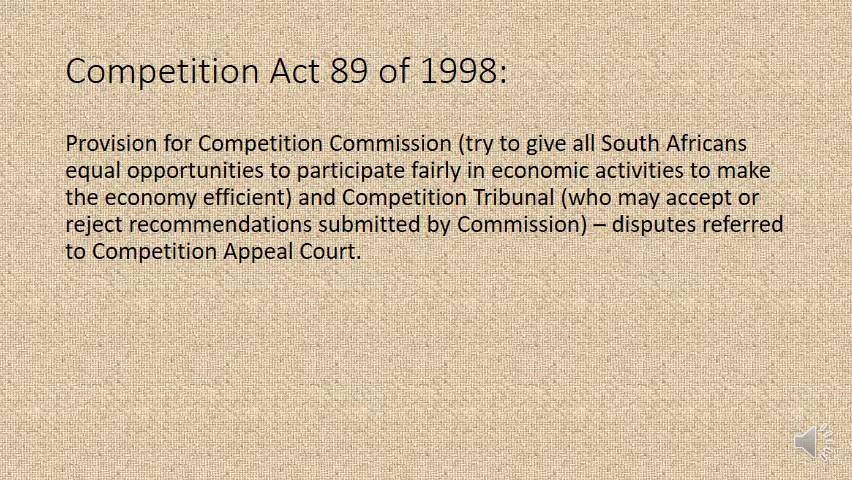 Competition Act 89 of 1998:
Provision for Competition Commission (try to give all South Africans
equal opportunities to participate fairly in economic activities to make
the economy efficient) and Competition Tribunal (who may accept or
reject recommendations submitted by Commission) – disputes referred
to Competition Appeal Court.